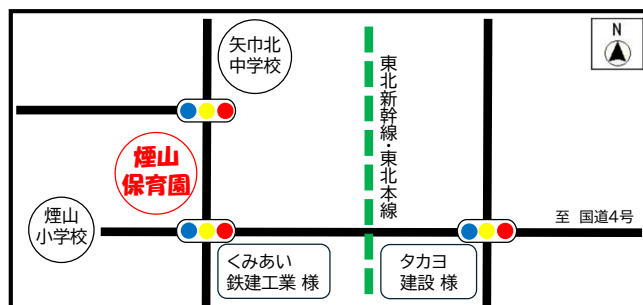 N
矢巾北
中学校
東北新幹線・東北本線
煙山
保育園
煙山
小学校
至 国道4号
くみあい
鉄建工業 様
タカヨ
建設 様